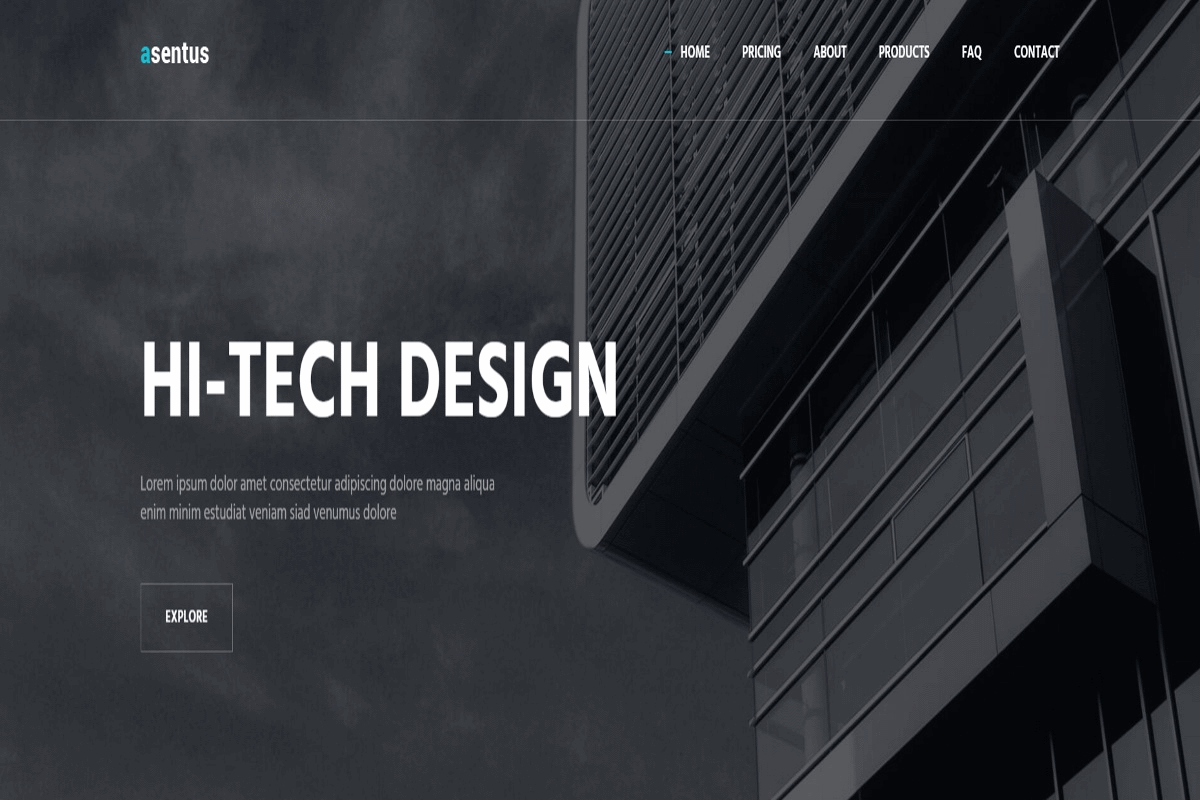 asentus
HOME PRICING ABOUT PRODUCTS FAQ CONTACT
HI-TECH DESIGN
Lorem ipsum dolor amet consectetur adipiscing dolore magna aliqua
enim minim estudiat veniam siad venumus dolore
EXPLORE